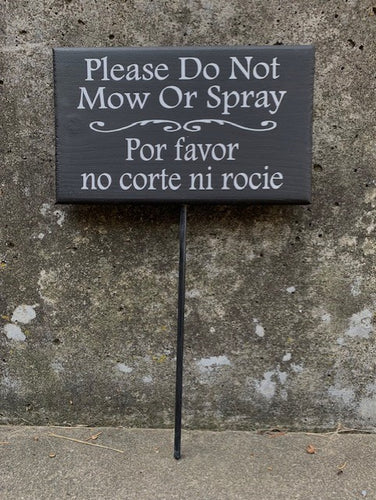 Please Do Not
Mow Or Spray
Por favor
no corte ni rocie